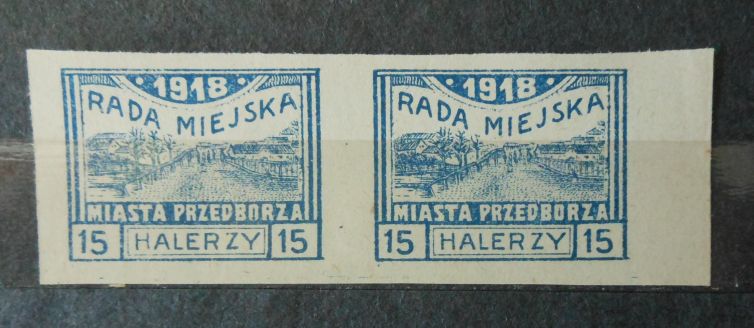 · 1918 ·
RADA MIEJSKA
MIASTA PRZEDBORZA
15 HALERZY 15
· 1918 ·
RADA MIEJSKA
MIASTA PRZEDBORZA
15 HALERZY 15